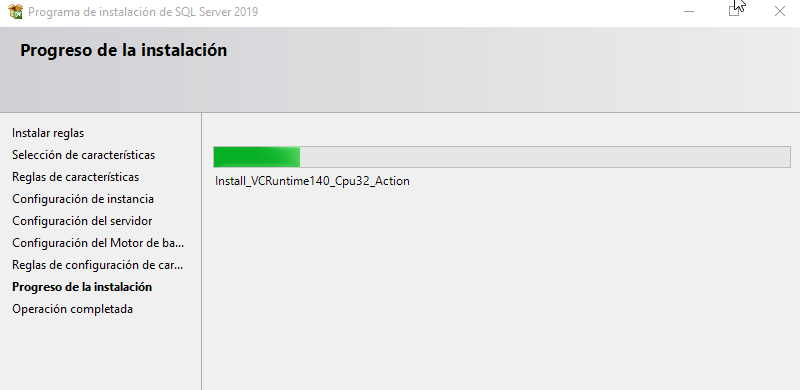 Programa de instalación de SQL Server 2019
Progreso de la instalación
Instalar reglas
Selección de características
Reglas de características
Configuración de instancia
Configuración del servidor
Configuración del Motor de ba...
Reglas de configuración de car...
Progreso de la instalación
Operación completada
Install_VCRuntime140_Cpu32_Action